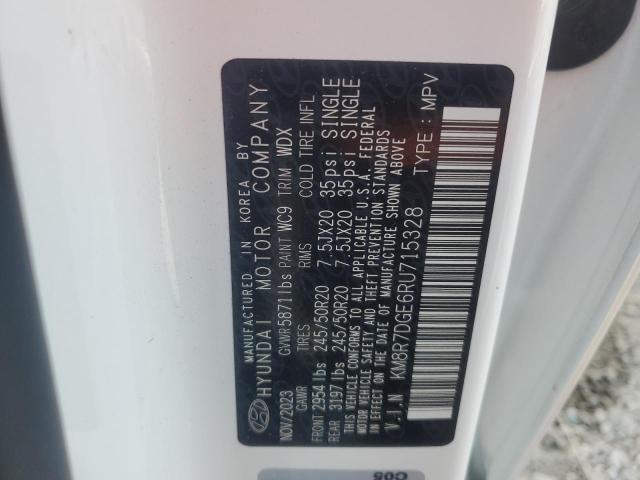 MANUFACTURED IN KOREA BY
HYUNDAI MOTOR COMPANY
NOV/2023 GVWR 5871lbs PAINT WC9 TRIM WDX
GAWR TIRES RIMS COLD TIRE INFL
FRONT 2954 lbs 245/50R20 7.5JX20 35psi SINGLE
REAR 3197 lbs 245/50R20 7.5JX20 35psi SINGLE
THIS VEHICLE CONFORMS TO ALL APPLICABLE U.S.A. FEDERAL
MOTOR VEHICLE SAFETY, BUMPER, AND THEFT PREVENTION STANDARDS
IN EFFECT ON THE DATE OF MANUFACTURE SHOWN ABOVE
V.I.N KM8R7DGE6RU715328 TYPE : MPV
C05